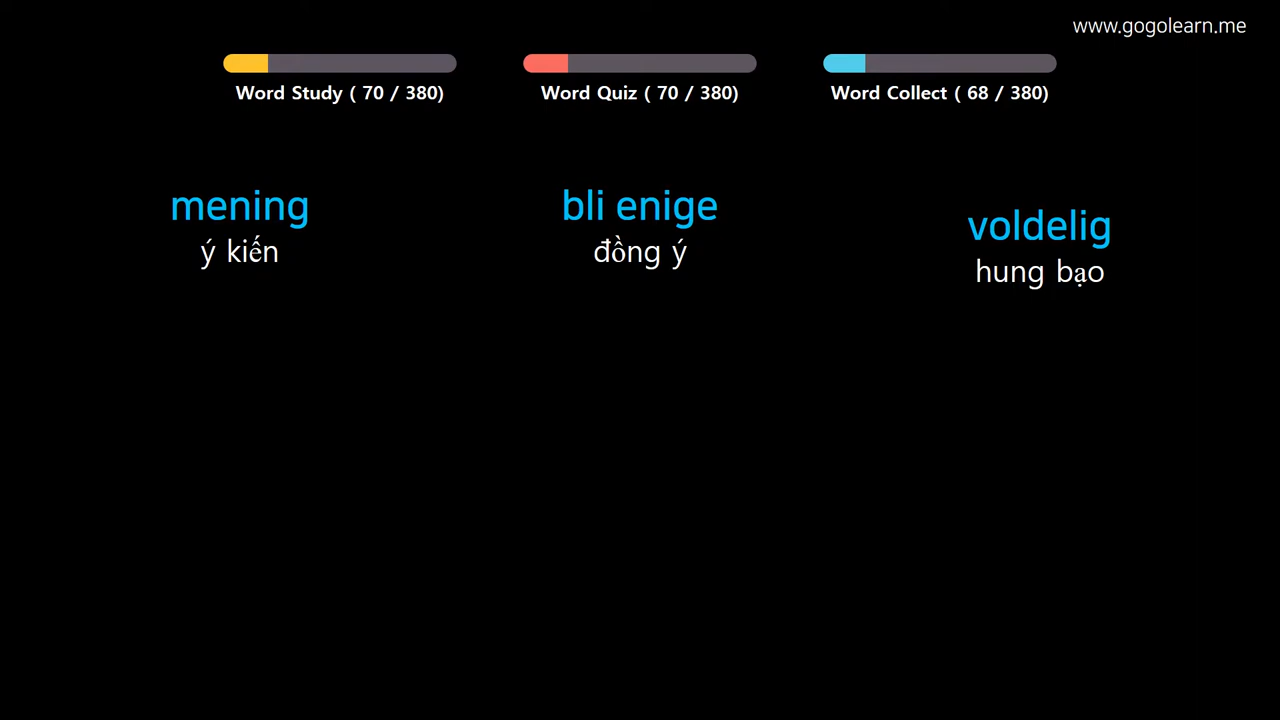 www.gogolearn.me
Word Study ( 70 / 380)
Word Quiz ( 70 / 380)
Word Collect ( 68 / 380)
mening
ý kiến
bli enige
đồng ý
voldelig
hung bạo